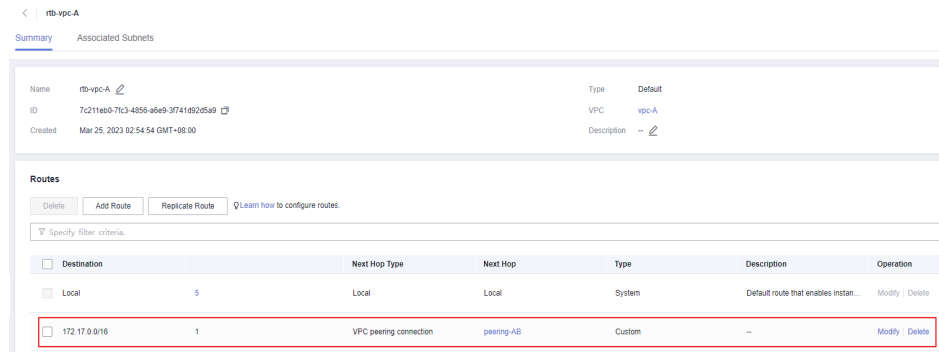 rtb-vpc-A
Summary Associated Subnets
Name rtb-vpc-A Type Default
ID 7c211eb0-7fc3-4856-a6e9-3f741d92d5a9 VPC vpc-A
Created Mar 25, 2023 02:54:54 GMT+08:00 Description --
Routes
Delete Add Route Replicate Route Learn how to configure routes.
Specify filter criteria.
Destination Next Hop Type Next Hop Type Description Operation
Local 5 Local Local System Default route that enables instan... Modify Delete
172.17.0.0/16 1 VPC peering connection peering-AB Custom -- Modify Delete